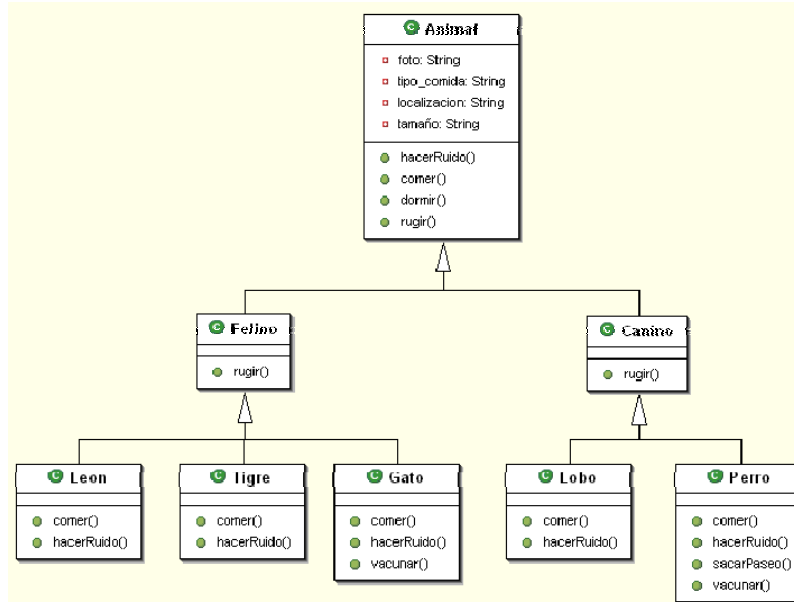 Animal
foto: String
tipo_comida: String
localizacion: String
tamaño: String
hacerRuido()
comer()
dormir()
rugir()
Felino
rugir()
Canino
rugir()
Leon
comer()
hacerRuido()
Tigre
comer()
hacerRuido()
Gato
comer()
hacerRuido()
vacunar()
Lobo
comer()
hacerRuido()
Perro
comer()
hacerRuido()
sacarPaseo()
vacunar()